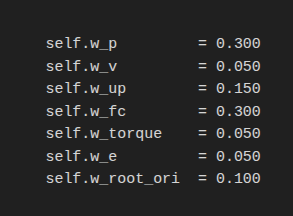 self.w_p         = 0.300
self.w_v         = 0.050
self.w_up        = 0.150
self.w_fc        = 0.300
self.w_torque    = 0.050
self.w_e         = 0.050
self.w_root_ori  = 0.100